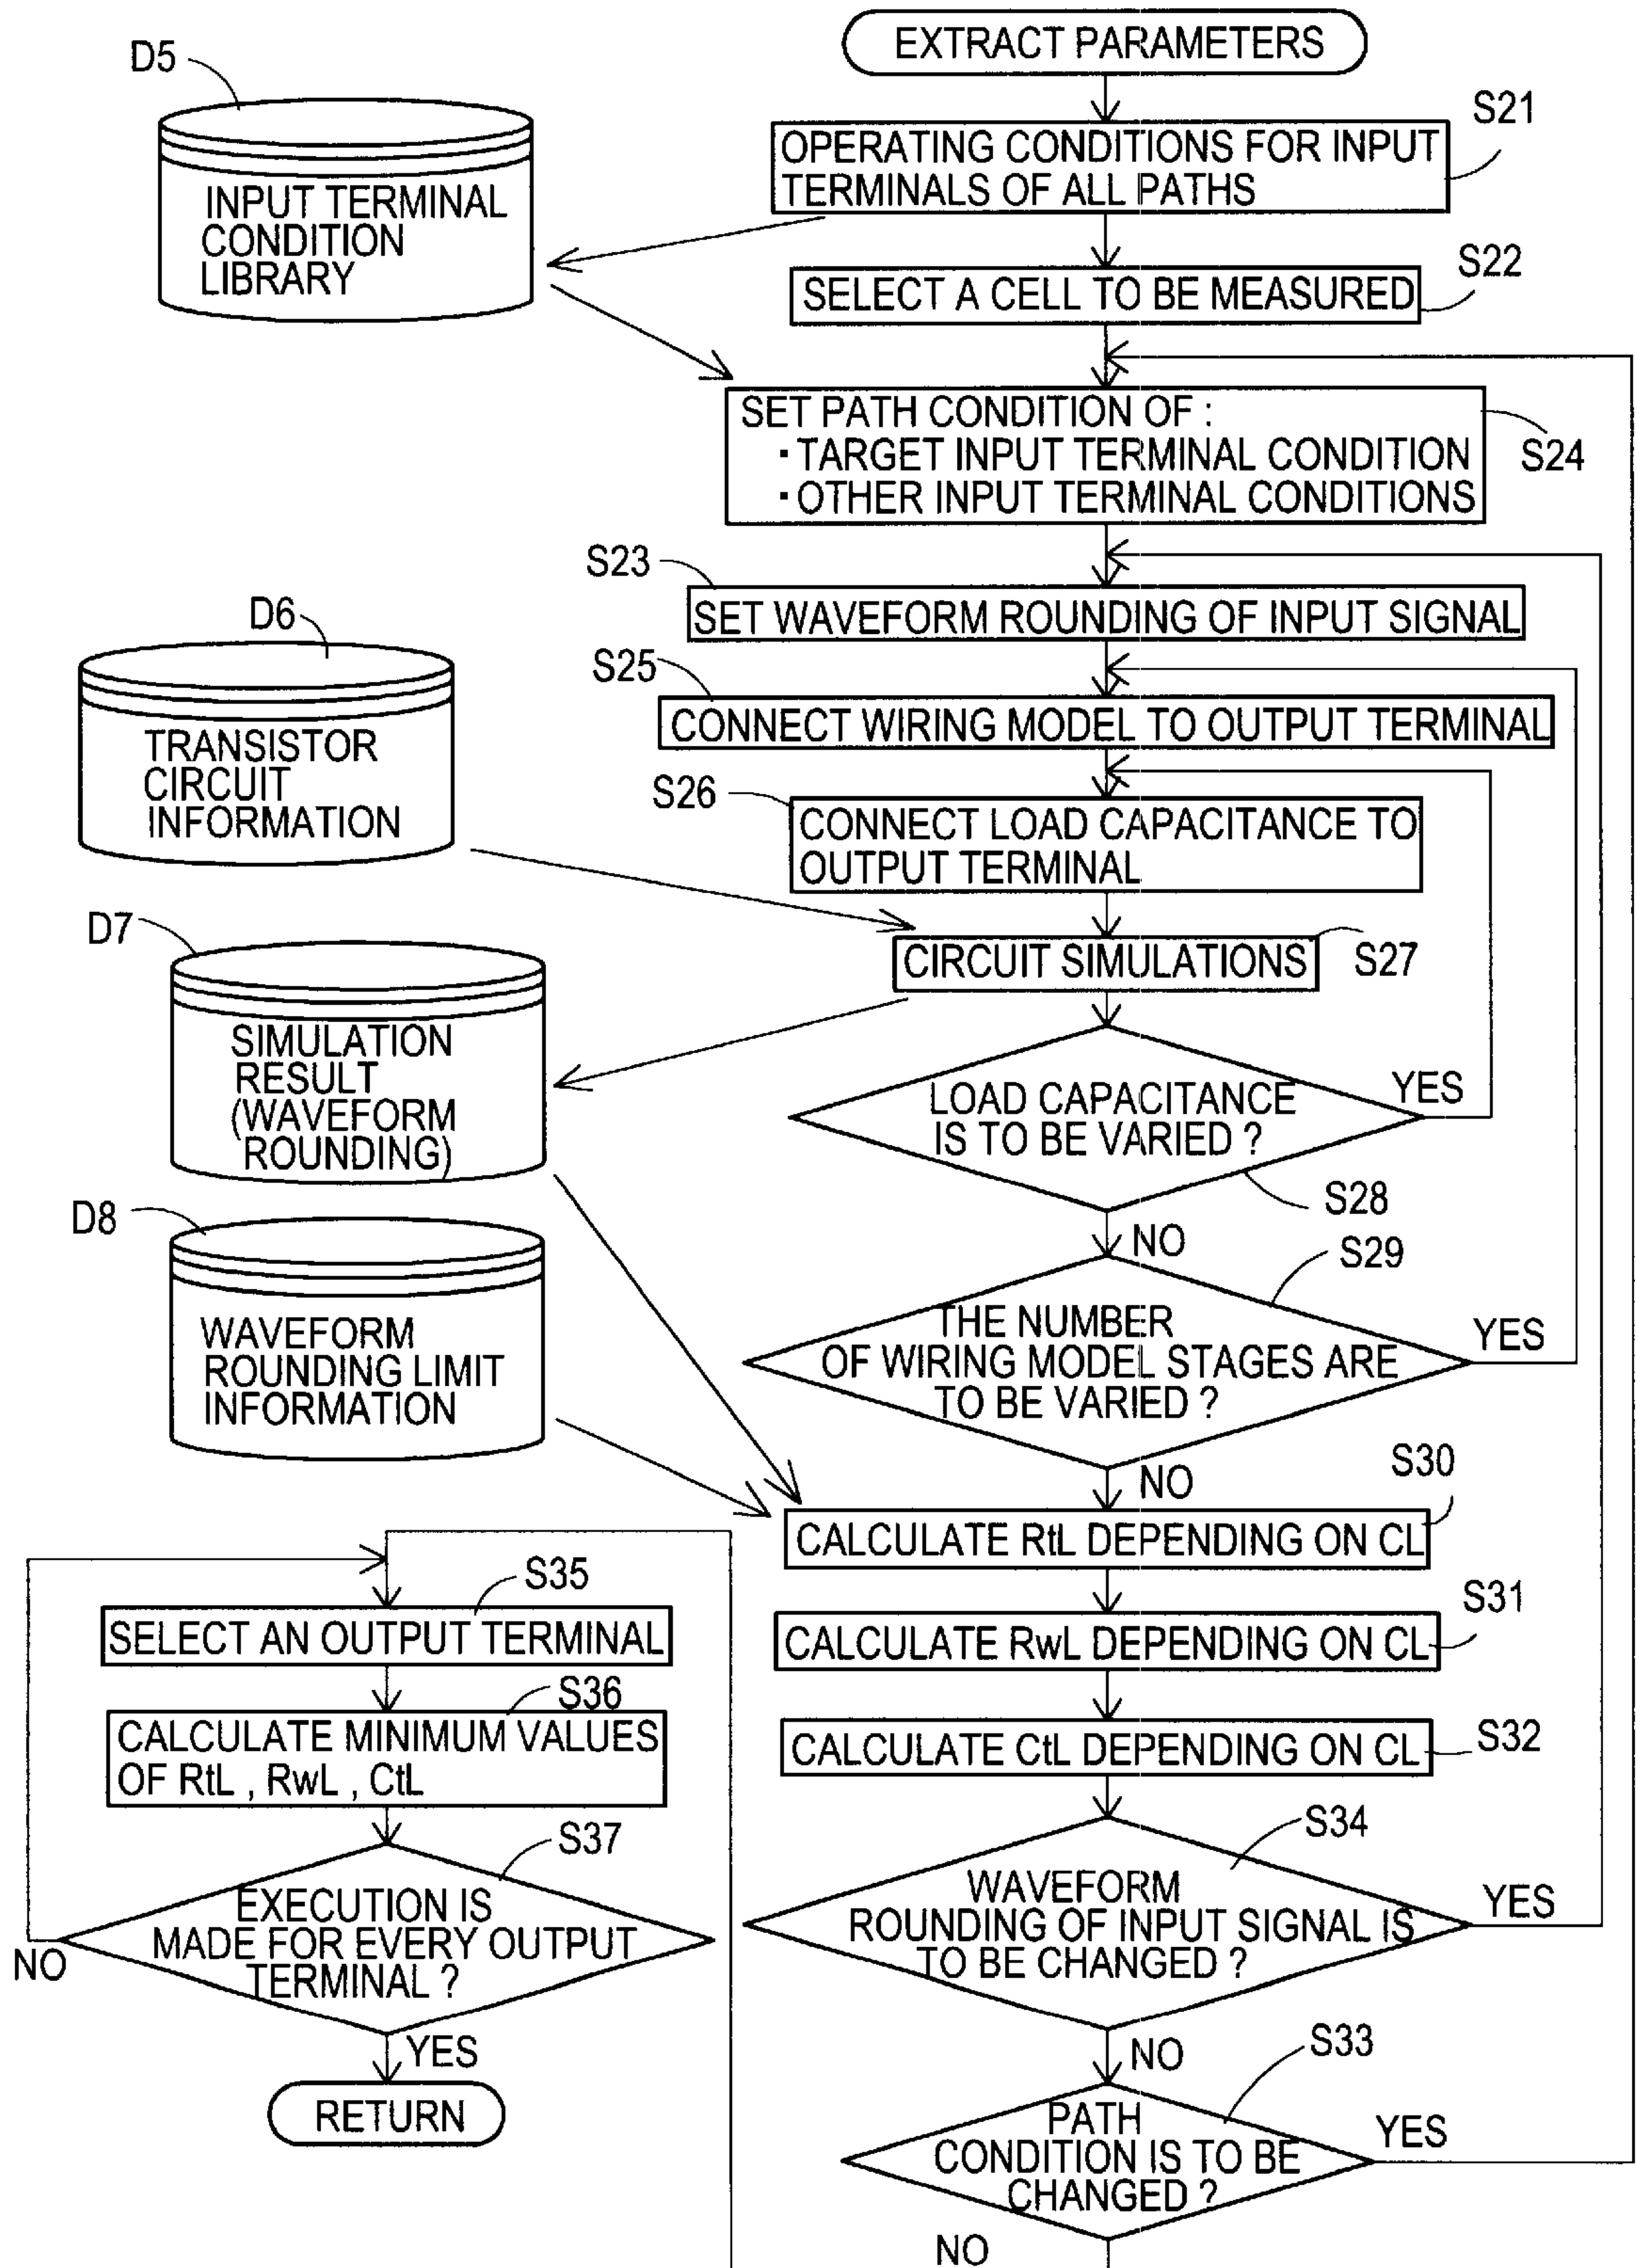 EXTRACT PARAMETERS
D5
S21
OPERATING CONDITIONS FOR INPUT
TERMINALS OF ALL PATHS
INPUT TERMINAL
CONDITION
LIBRARY
S22
SELECT A CELL TO BE MEASURED
SET PATH CONDITION OF :
・TARGET INPUT TERMINAL CONDITION
・OTHER INPUT TERMINAL CONDITIONS
S24
S23
SET WAVEFORM ROUNDING OF INPUT SIGNAL
D6
TRANSISTOR
CIRCUIT
INFORMATION
S25
CONNECT WIRING MODEL TO OUTPUT TERMINAL
S26
CONNECT LOAD CAPACITANCE TO
OUTPUT TERMINAL
D7
SIMULATION
RESULT
(WAVEFORM
ROUNDING)
CIRCUIT SIMULATIONS
S27
LOAD CAPACITANCE
IS TO BE VARIED ?
YES
S28
NO
D8
WAVEFORM
ROUNDING LIMIT
INFORMATION
S29
THE NUMBER
OF WIRING MODEL STAGES ARE
TO BE VARIED ?
YES
NO
S30
CALCULATE RtL DEPENDING ON CL
S31
CALCULATE RwL DEPENDING ON CL
S32
CALCULATE CtL DEPENDING ON CL
S34
WAVEFORM
ROUNDING OF INPUT SIGNAL IS
TO BE CHANGED ?
YES
NO
S33
PATH
CONDITION IS TO BE
CHANGED ?
YES
NO
S35
SELECT AN OUTPUT TERMINAL
S36
CALCULATE MINIMUM VALUES
OF RtL , RwL , CtL
S37
EXECUTION IS
MADE FOR EVERY OUTPUT
TERMINAL ?
NO
YES
RETURN